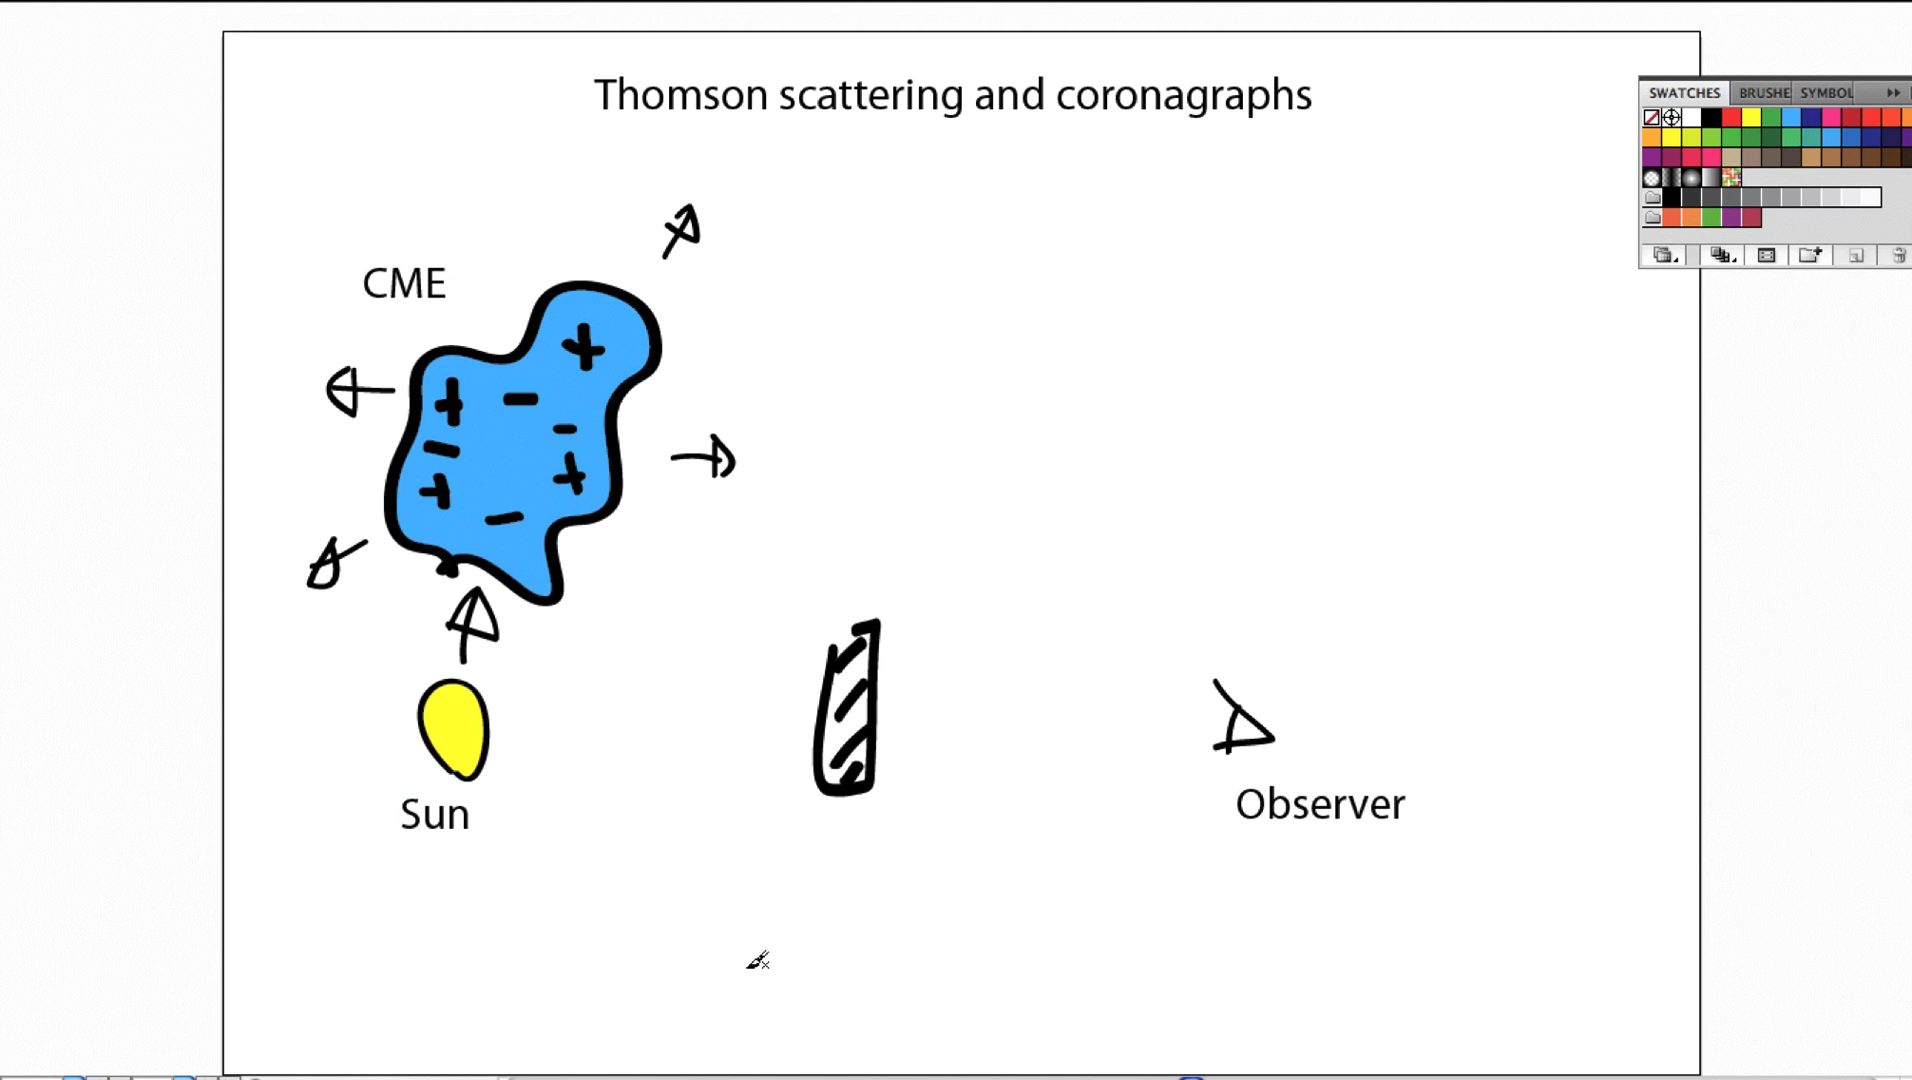 Thomson scattering and coronagraphs
SWATCHES BRUSHE SYMBOL
CME
+
+ -
-
- +
+ -
Sun
Observer